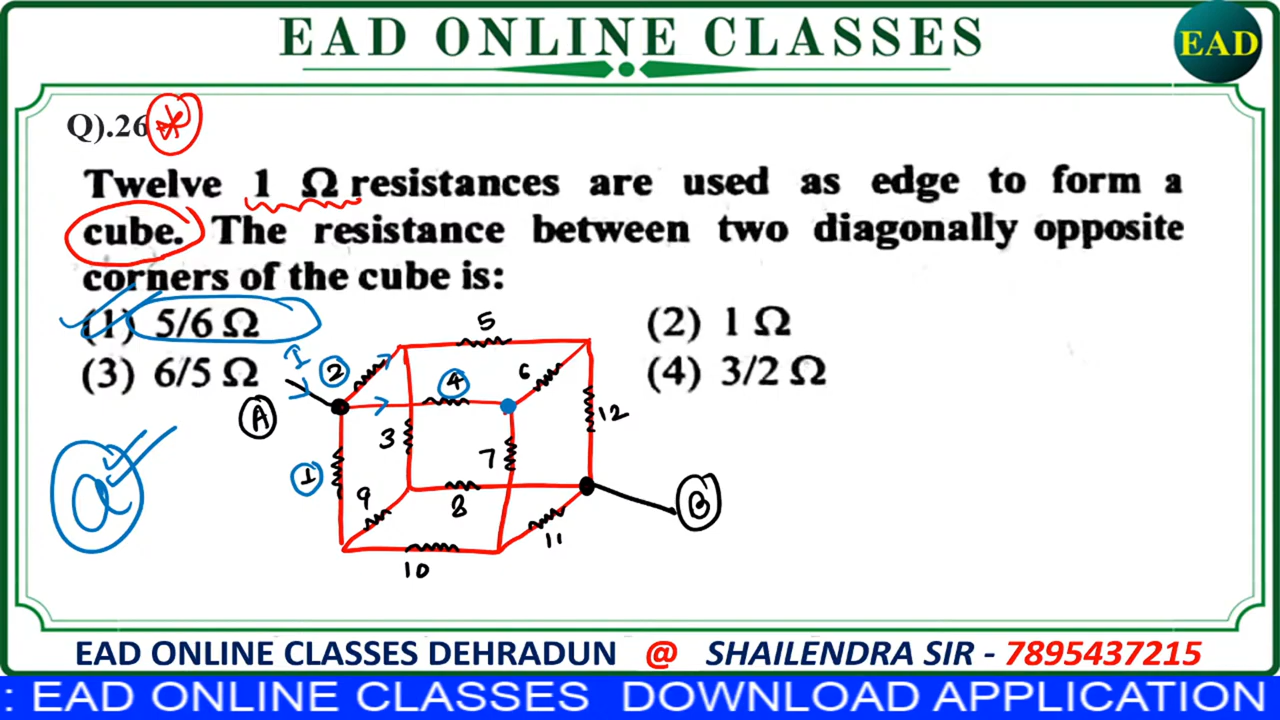 EAD ONLINE CLASSES
EAD
Q).26
Twelve 1 Ω resistances are used as edge to form a
cube. The resistance between two diagonally opposite
corners of the cube is:
(1) 5/6 Ω
(2) 1 Ω
(3) 6/5 Ω
(4) 3/2 Ω
5
I
2
4
6
A
3
12
1
7
9
8
B
11
10
EAD ONLINE CLASSES DEHRADUN @ SHAILENDRA SIR - 7895437215
: EAD ONLINE CLASSES DOWNLOAD APPLICATION